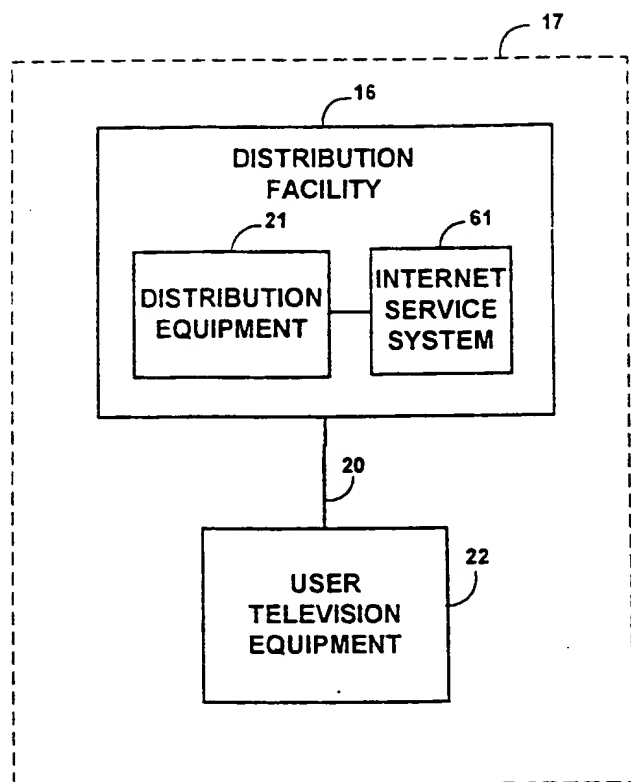 17
16
DISTRIBUTION
FACILITY
21
61
DISTRIBUTION
EQUIPMENT
INTERNET
SERVICE
SYSTEM
20
22
USER
TELEVISION
EQUIPMENT